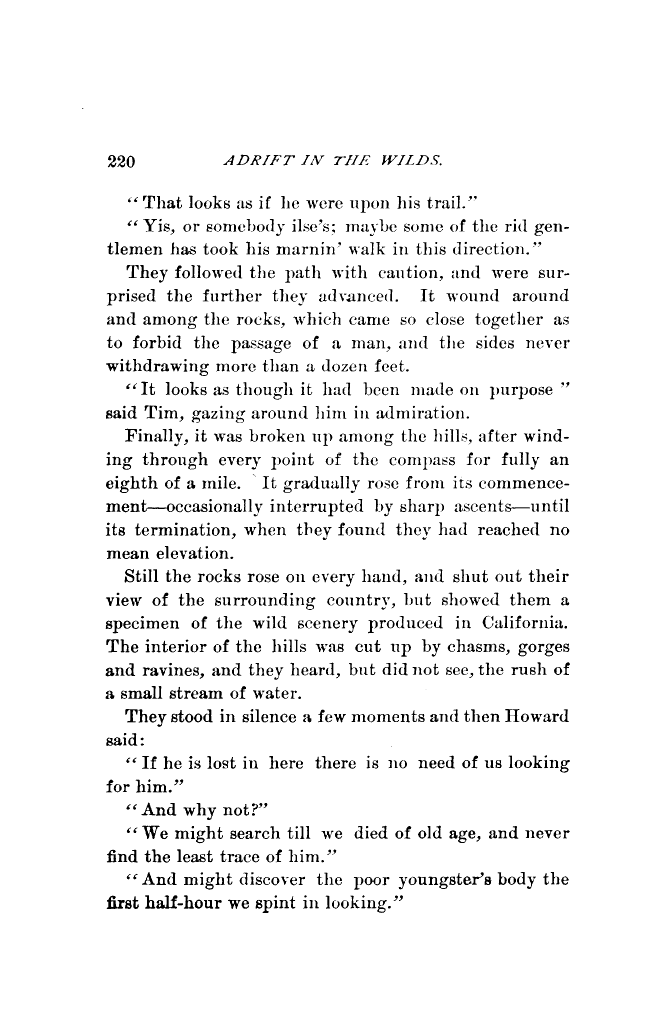 220 ADRIFT IN THE WILDS.
“That looks as if he were upon his trail.”
“Yis, or somebody ilse’s; maybe some of the rid gen-
tlemen has took his marnin’ walk in this direction.”
They followed the path with caution, and were sur-
prised the further they advanced. It wound around
and among the rocks, which came so close together as
to forbid the passage of a man, and the sides never
withdrawing more than a dozen feet.
“It looks as though it had been made on purpose ”
said Tim, gazing around him in admiration.
Finally, it was broken up among the hills, after wind-
ing through every point of the compass for fully an
eighth of a mile. It gradually rose from its commence-
ment—occasionally interrupted by sharp ascents—until
its termination, when they found they had reached no
mean elevation.
Still the rocks rose on every hand, and shut out their
view of the surrounding country, but showed them a
specimen of the wild scenery produced in California.
The interior of the hills was cut up by chasms, gorges
and ravines, and they heard, but did not see, the rush of
a small stream of water.
They stood in silence a few moments and then Howard
said:
“If he is lost in here there is no need of us looking
for him.”
“And why not?”
“We might search till we died of old age, and never
find the least trace of him.”
“And might discover the poor youngster’s body the
first half-hour we spint in looking.”